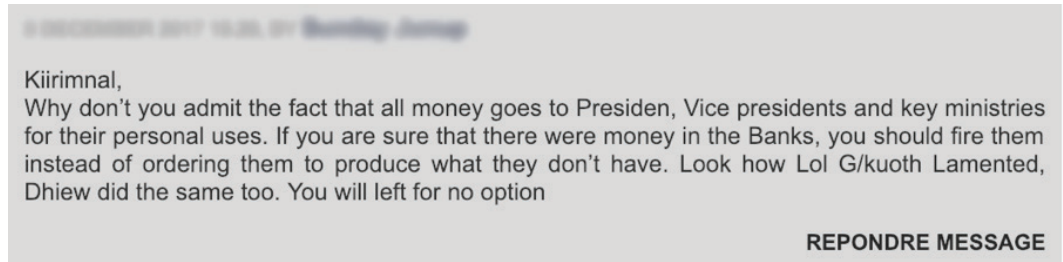 DECEMBER 2017 BY
Kiirimnal,
Why don’t you admit the fact that all money goes to Presiden, Vice presidents and key ministries
for their personal uses. If you are sure that there were money in the Banks, you should fire them
instead of ordering them to produce what they don’t have. Look how Lol G/kuoth Lamented,
Dhiew did the same too. You will left for no option
REPONDRE MESSAGE